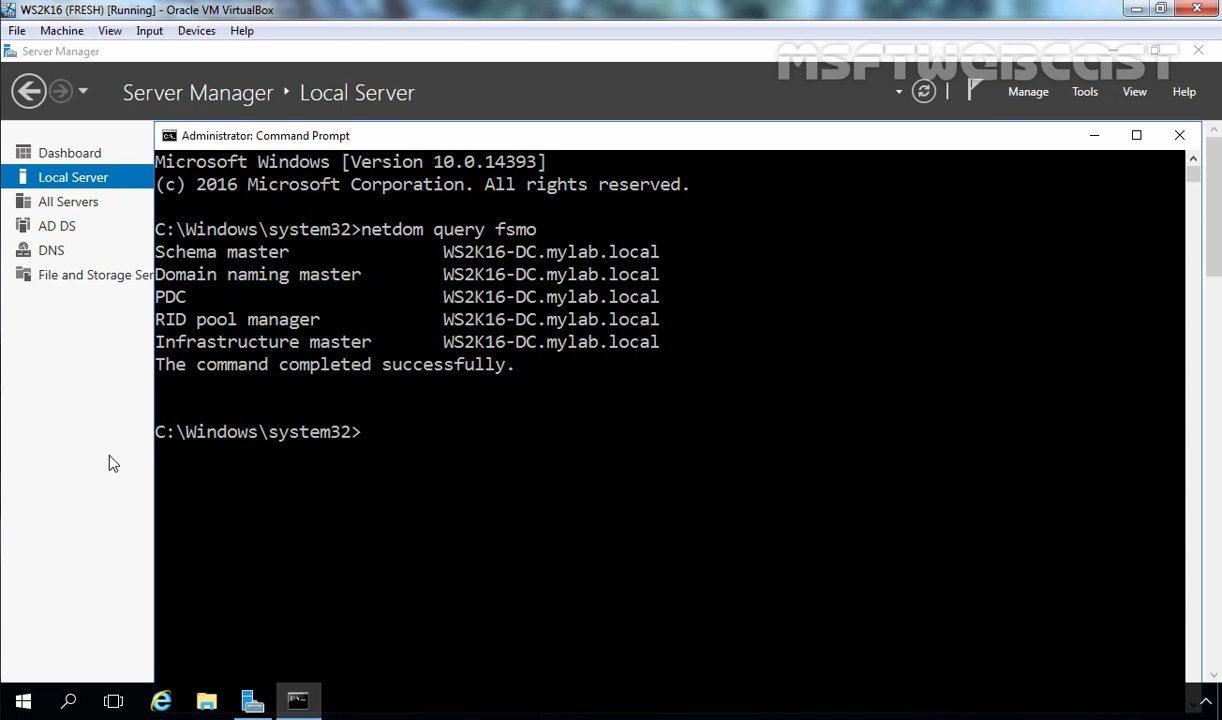 WS2K16 (FRESH) [Running] - Oracle VM VirtualBox
File Machine View Input Devices Help
Server Manager
MSFTWEBCAST
Server Manager Local Server
Manage Tools View Help
Dashboard
Local Server
All Servers
AD DS
DNS
File and Storage Ser
Administrator: Command Prompt
Microsoft Windows [Version 10.0.14393]
(c) 2016 Microsoft Corporation. All rights reserved.
C:\Windows\system32>netdom query fsmo
Schema master WS2K16-DC.mylab.local
Domain naming master WS2K16-DC.mylab.local
PDC WS2K16-DC.mylab.local
RID pool manager WS2K16-DC.mylab.local
Infrastructure master WS2K16-DC.mylab.local
The command completed successfully.
C:\Windows\system32>